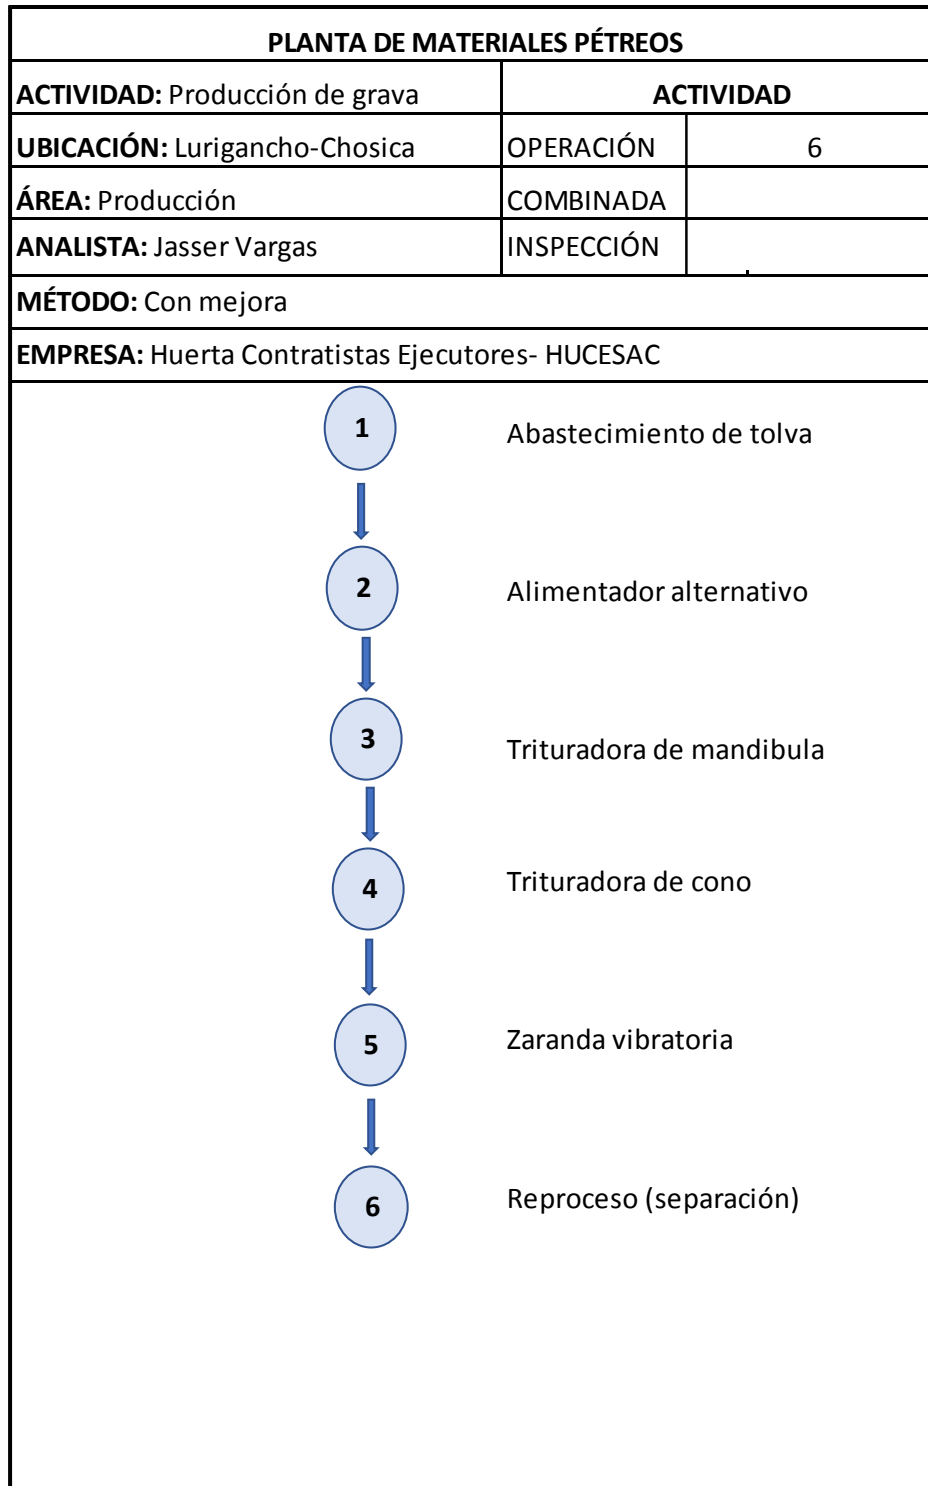 PLANTA DE MATERIALES PÉTREOS
ACTIVIDAD: Producción de grava
ACTIVIDAD
UBICACIÓN: Lurigancho-Chosica
OPERACIÓN
6
ÁREA: Producción
COMBINADA
ANALISTA: Jasser Vargas
INSPECCIÓN
MÉTODO: Con mejora
EMPRESA: Huerta Contratistas Ejecutores- HUCESAC
1
Abastecimiento de tolva
2
Alimentador alternativo
3
Trituradora de mandibula
4
Trituradora de cono
5
Zaranda vibratoria
6
Reproceso (separación)